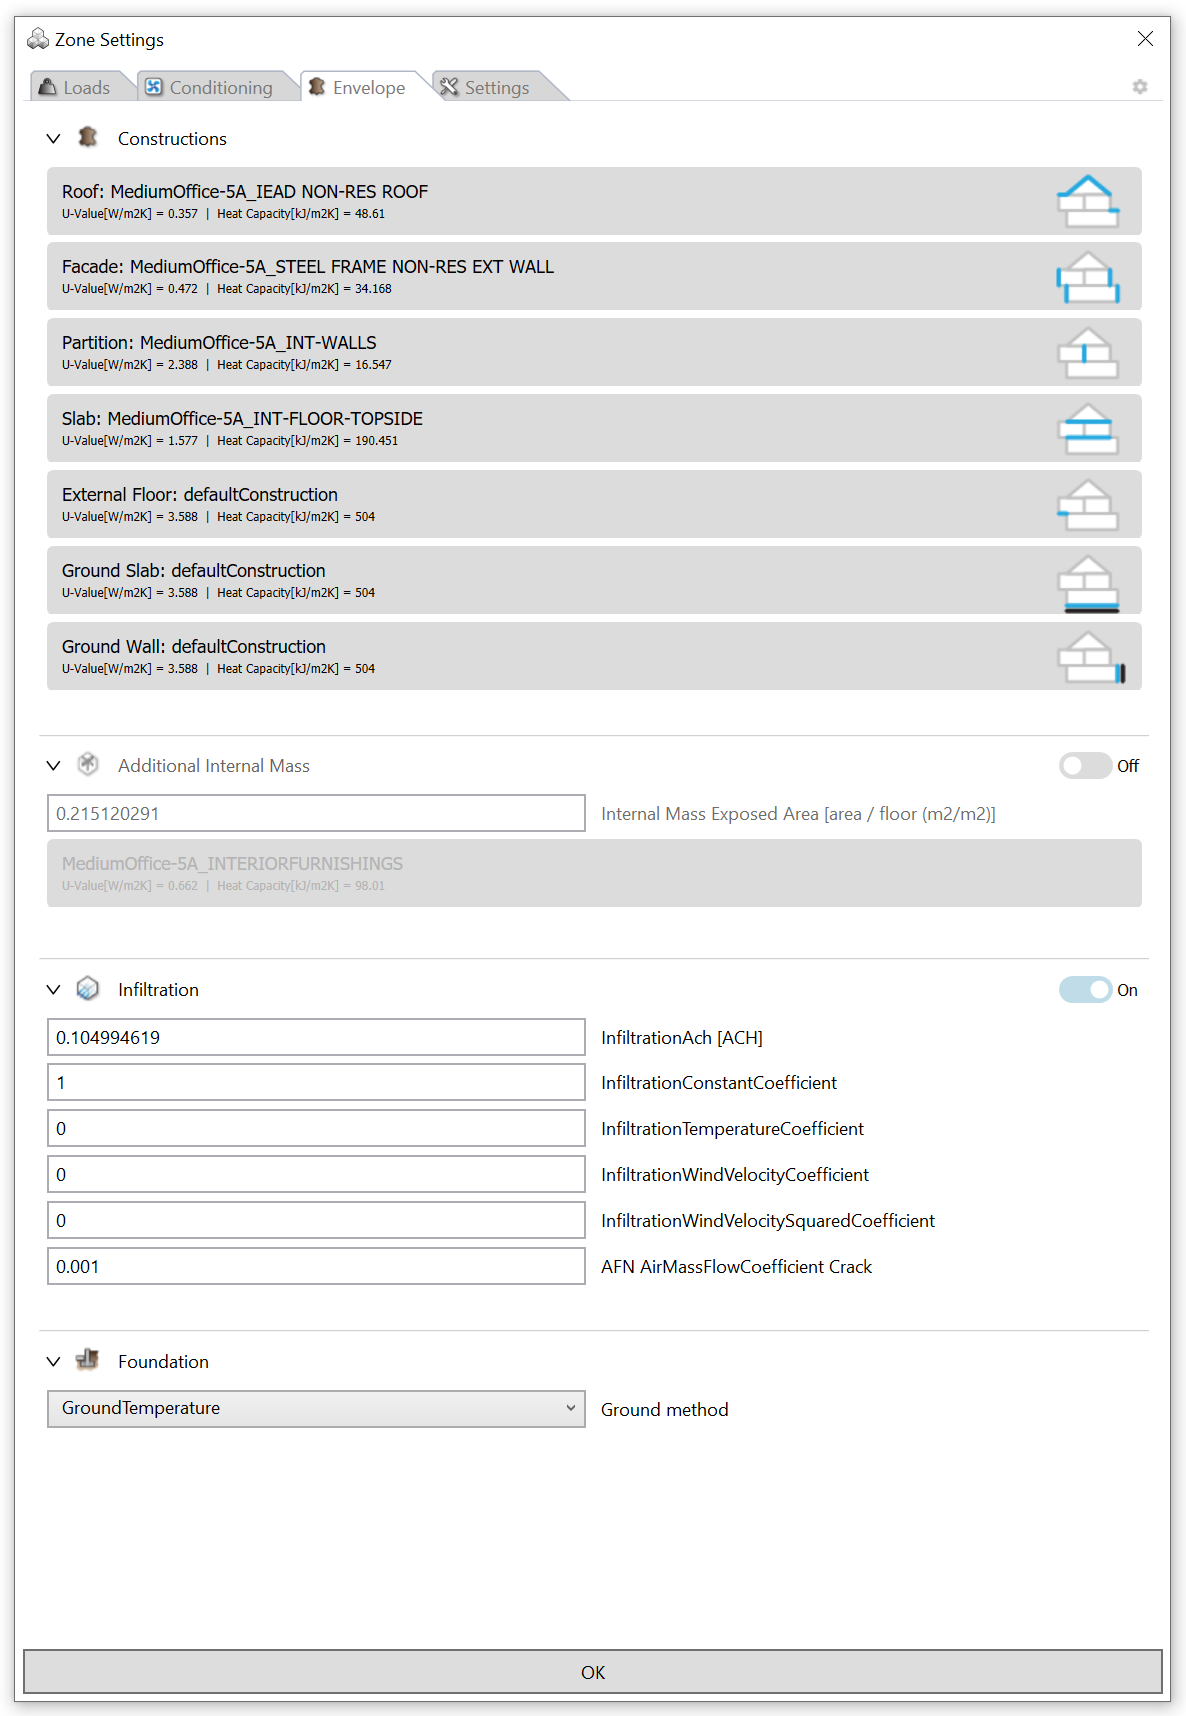 Zone Settings
Loads
Conditioning
Envelope
Settings
Constructions
Roof: MediumOffice-5A_IEAD NON-RES ROOF
U-Value[W/m2K] = 0.357 | Heat Capacity[kJ/m2K] = 48.61
Facade: MediumOffice-5A_STEEL FRAME NON-RES EXT WALL
U-Value[W/m2K] = 0.472 | Heat Capacity[kJ/m2K] = 34.168
Partition: MediumOffice-5A_INT-WALLS
U-Value[W/m2K] = 2.388 | Heat Capacity[kJ/m2K] = 16.547
Slab: MediumOffice-5A_INT-FLOOR-TOPSIDE
U-Value[W/m2K] = 1.577 | Heat Capacity[kJ/m2K] = 190.451
External Floor: defaultConstruction
U-Value[W/m2K] = 3.588 | Heat Capacity[kJ/m2K] = 504
Ground Slab: defaultConstruction
U-Value[W/m2K] = 3.588 | Heat Capacity[kJ/m2K] = 504
Ground Wall: defaultConstruction
U-Value[W/m2K] = 3.588 | Heat Capacity[kJ/m2K] = 504
Additional Internal Mass
Off
0.215120291
Internal Mass Exposed Area [area / floor (m2/m2)]
MediumOffice-5A_INTERIORFURNISHINGS
U-Value[W/m2K] = 0.662 | Heat Capacity[kJ/m2K] = 98.01
Infiltration
On
0.104994619
InfiltrationAch [ACH]
1
InfiltrationConstantCoefficient
0
InfiltrationTemperatureCoefficient
0
InfiltrationWindVelocityCoefficient
0
InfiltrationWindVelocitySquaredCoefficient
0.001
AFN AirMassFlowCoefficient Crack
Foundation
GroundTemperature
Ground method
OK